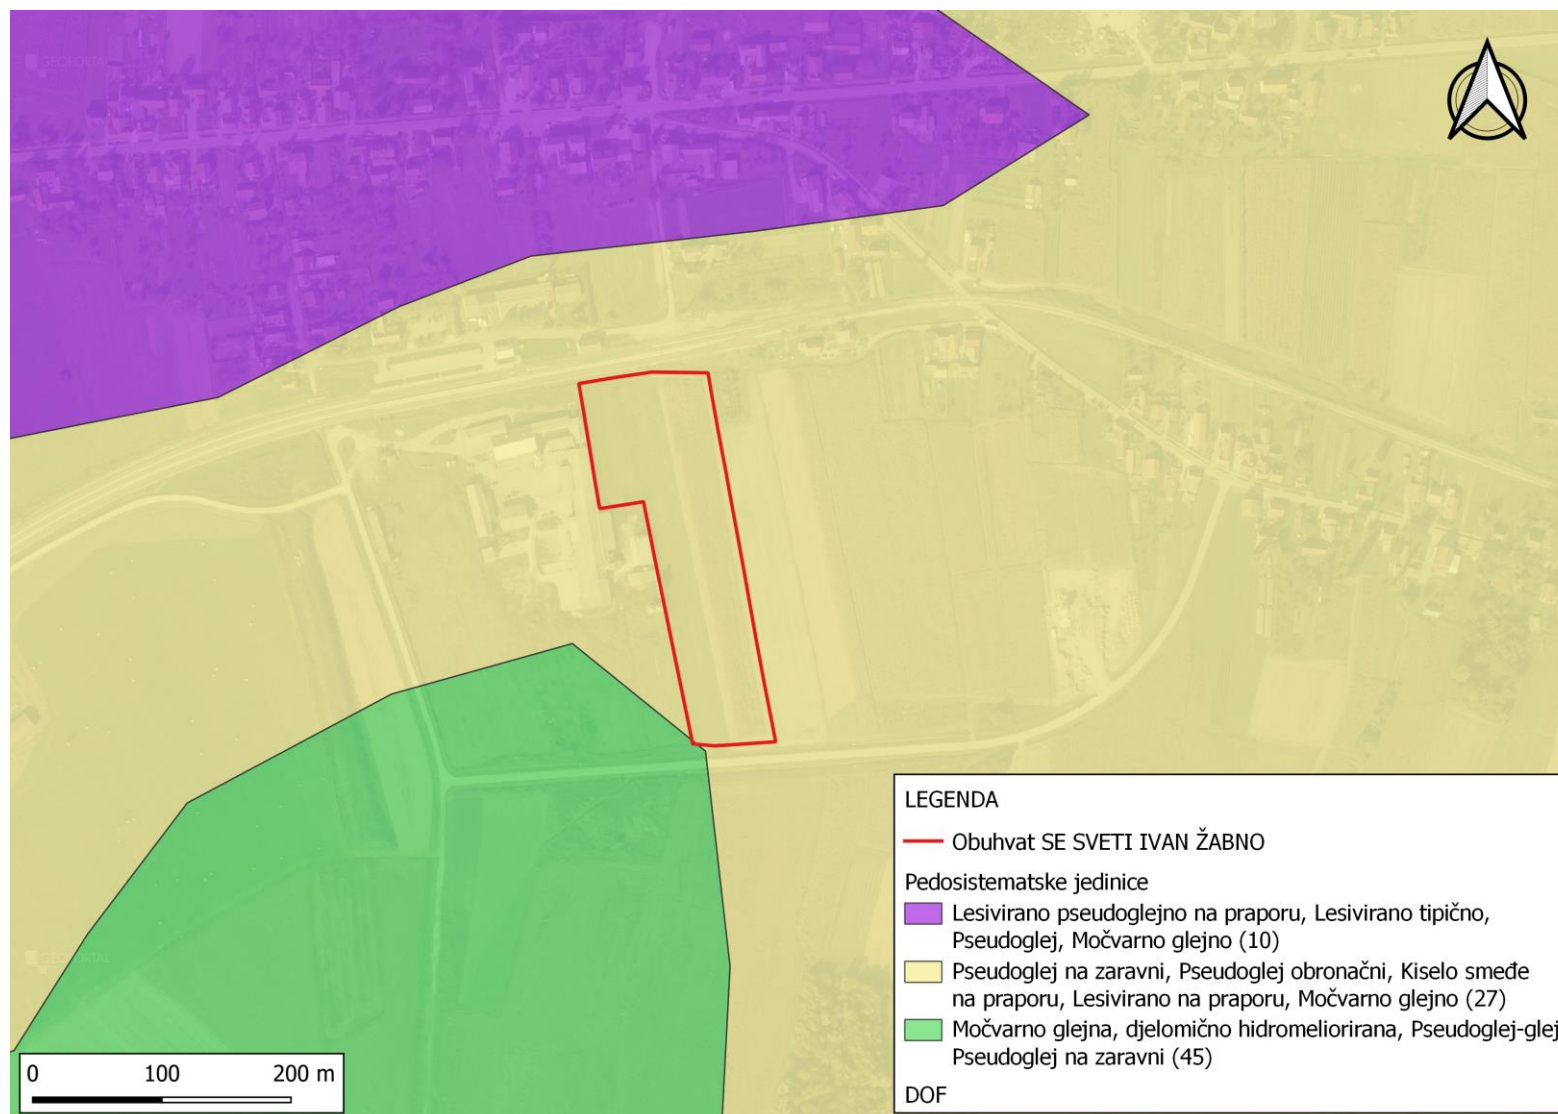 GEOPORTAL
LEGENDA
Obuhvat SE SVETI IVAN ŽABNO
Pedosistematske jedinice
Lesivirano pseudoglejno na praporu, Lesivirano tipično,
Pseudoglej, Močvarno glejno (10)
Pseudoglej na zaravni, Pseudoglej obronačni, Kiselo smeđe
na praporu, Lesivirano na praporu, Močvarno glejno (27)
Močvarno glejna, djelomično hidromeliorirana, Pseudoglej-glej
Pseudoglej na zaravni (45)
DOF
0 100 200 m